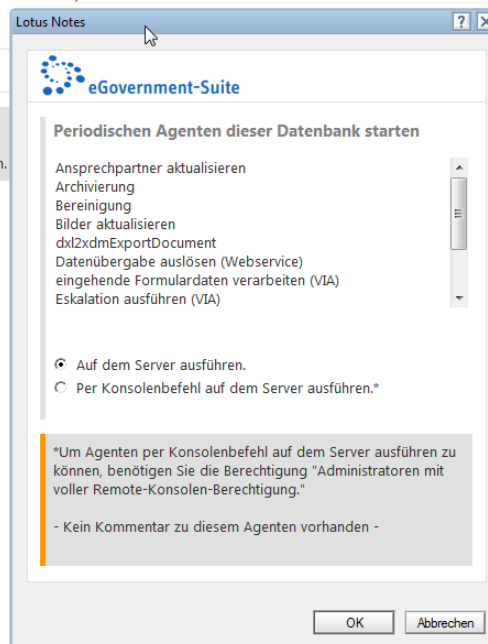 Lotus Notes
eGovernment-Suite
Periodischen Agenten dieser Datenbank starten
Ansprechpartner aktualisieren
Archivierung
Bereinigung
Bilder aktualisieren
dxl2xdmExportDocument
Datenübergabe auslösen (Webservice)
eingehende Formulardaten verarbeiten (VIA)
Eskalation ausführen (VIA)
n.
Auf dem Server ausführen.
Per Konsolenbefehl auf dem Server ausführen.*
*Um Agenten per Konsolenbefehl auf dem Server ausführen zu
können, benötigen Sie die Berechtigung "Administratoren mit
voller Remote-Konsolen-Berechtigung."
- Kein Kommentar zu diesem Agenten vorhanden -
OK
Abbrechen